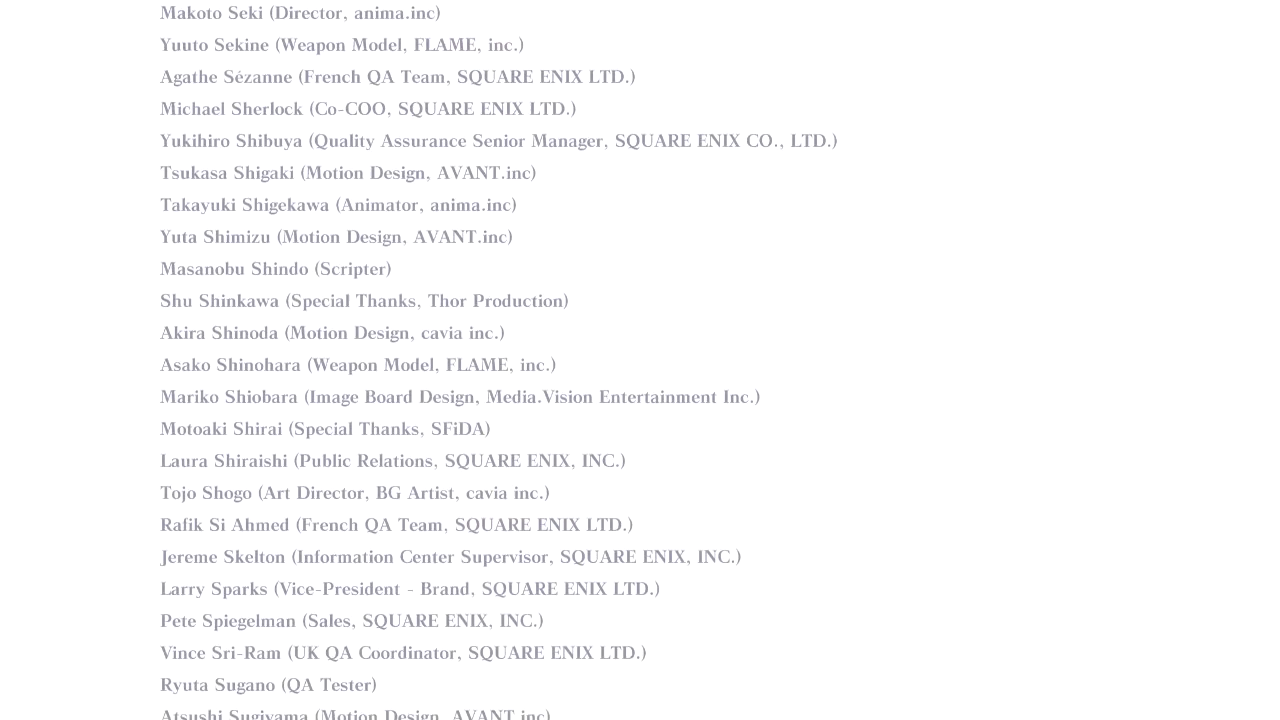 Makoto Seki (Director, anima.inc)
Yuuto Sekine (Weapon Model, FLAME, inc.)
Agathe Sézanne (French QA Team, SQUARE ENIX LTD.)
Michael Sherlock (Co-COO, SQUARE ENIX LTD.)
Yukihiro Shibuya (Quality Assurance Senior Manager, SQUARE ENIX CO., LTD.)
Tsukasa Shigaki (Motion Design, AVANT.inc)
Takayuki Shigekawa (Animator, anima.inc)
Yuta Shimizu (Motion Design, AVANT.inc)
Masanobu Shindo (Scripter)
Shu Shinkawa (Special Thanks, Thor Production)
Akira Shinoda (Motion Design, cavia inc.)
Asako Shinohara (Weapon Model, FLAME, inc.)
Mariko Shiobara (Image Board Design, Media.Vision Entertainment Inc.)
Motoaki Shirai (Special Thanks, SFiDA)
Laura Shiraishi (Public Relations, SQUARE ENIX, INC.)
Tojo Shogo (Art Director, BG Artist, cavia inc.)
Rafik Si Ahmed (French QA Team, SQUARE ENIX LTD.)
Jereme Skelton (Information Center Supervisor, SQUARE ENIX, INC.)
Larry Sparks (Vice-President - Brand, SQUARE ENIX LTD.)
Pete Spiegelman (Sales, SQUARE ENIX, INC.)
Vince Sri-Ram (UK QA Coordinator, SQUARE ENIX LTD.)
Ryuta Sugano (QA Tester)
Atsushi Sugiyama (Motion Design, AVANT.inc)